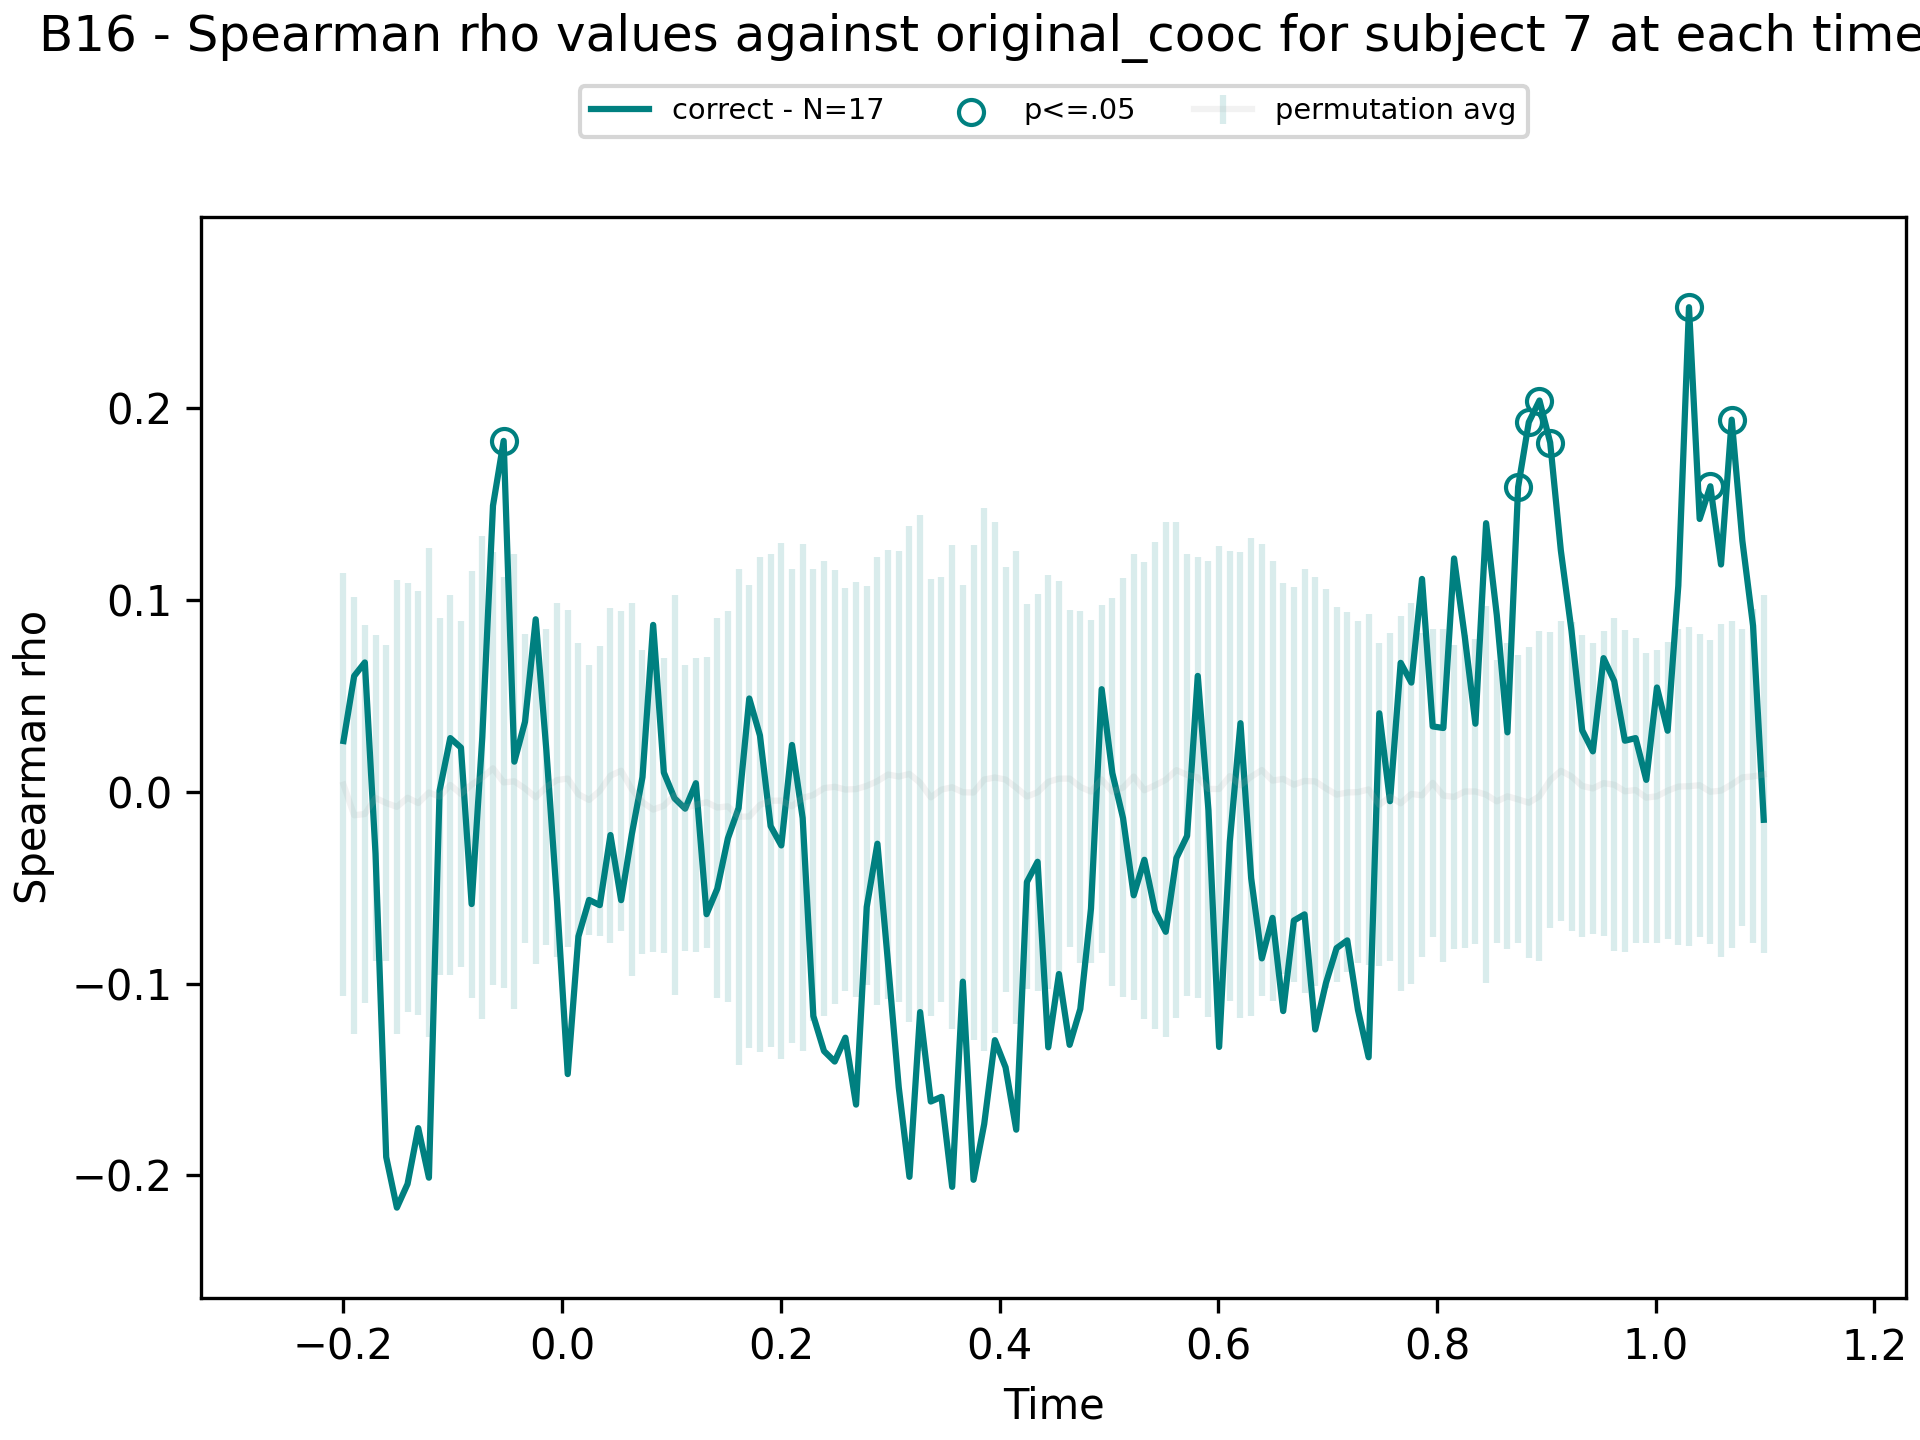 B16 - Spearman rho values against original_cooc for subject 7 at each time
correct - N=17 p<=.05 permutation avg
Spearman rho
0.2
0.1
0.0
−0.1
−0.2
−0.2 0.0 0.2 0.4 0.6 0.8 1.0 1.2
Time